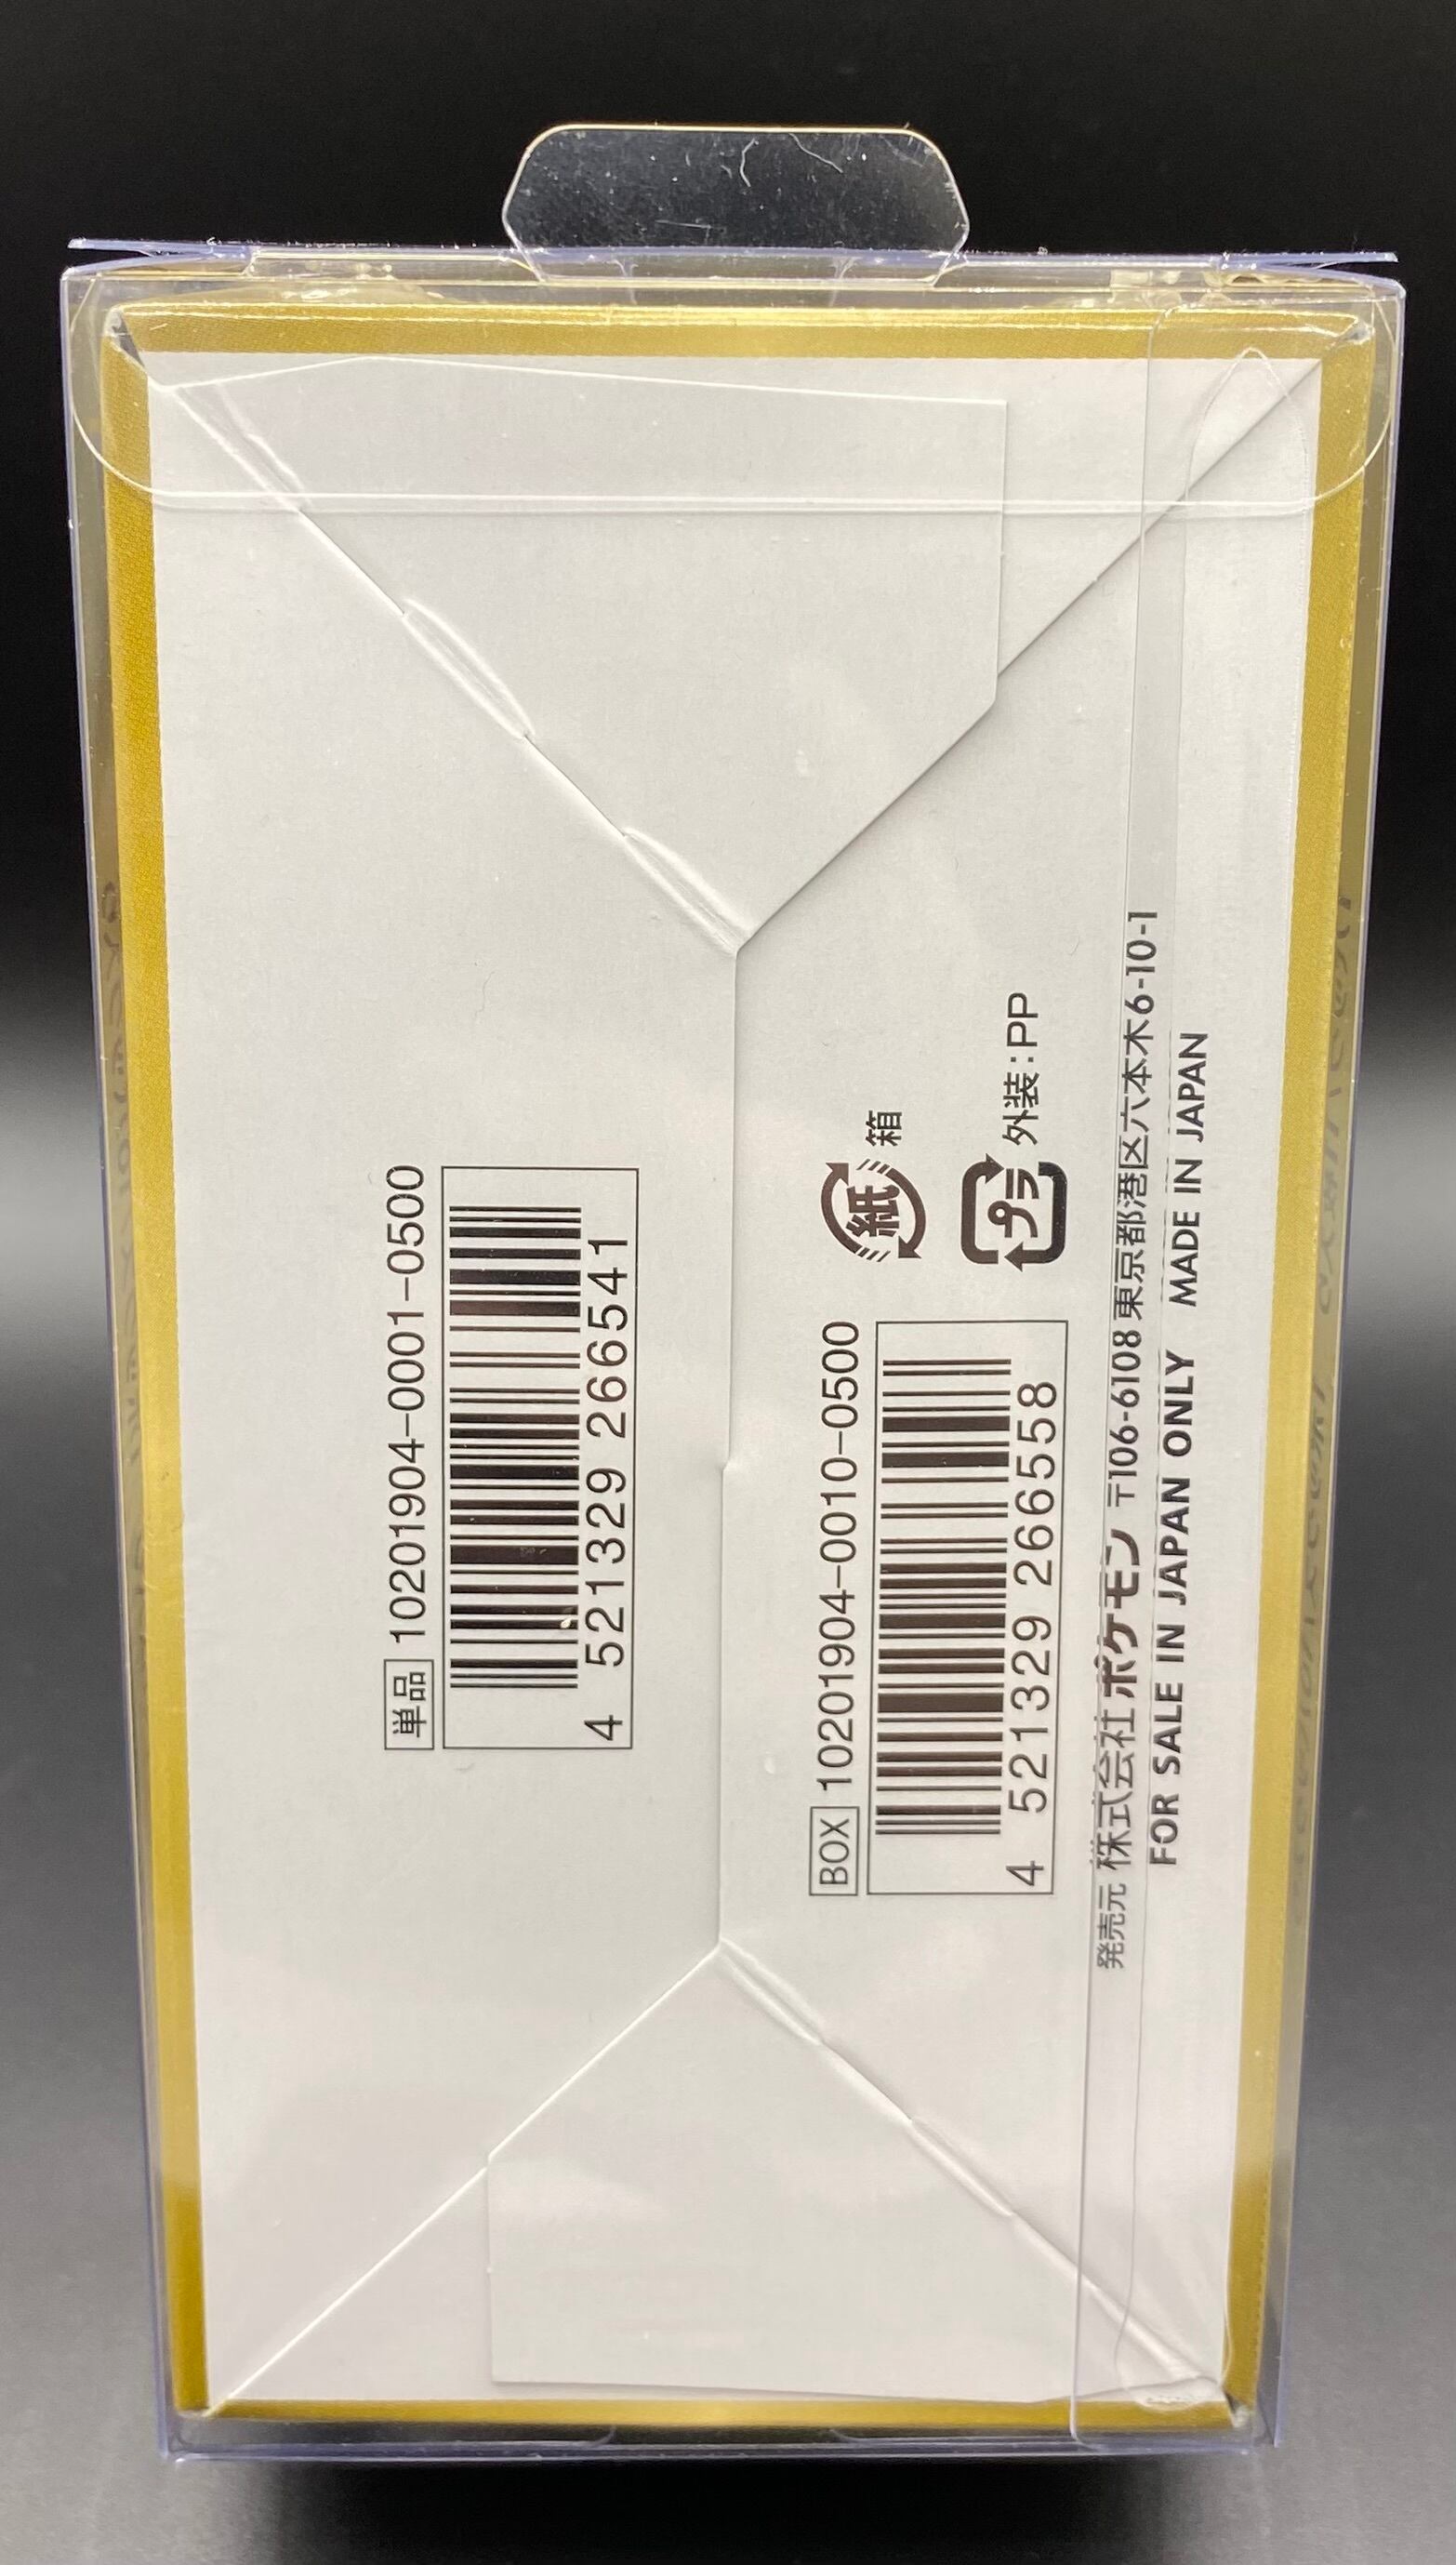 単品 10201904-0001-0500
4 521329 266541
BOX 10201904-0010-0500
4 521329 266558
紙 箱
プラ 外装:PP
発売元 株式会社ポケモン 〒106-6108 東京都港区六本木6-10-1
FOR SALE IN JAPAN ONLY MADE IN JAPAN